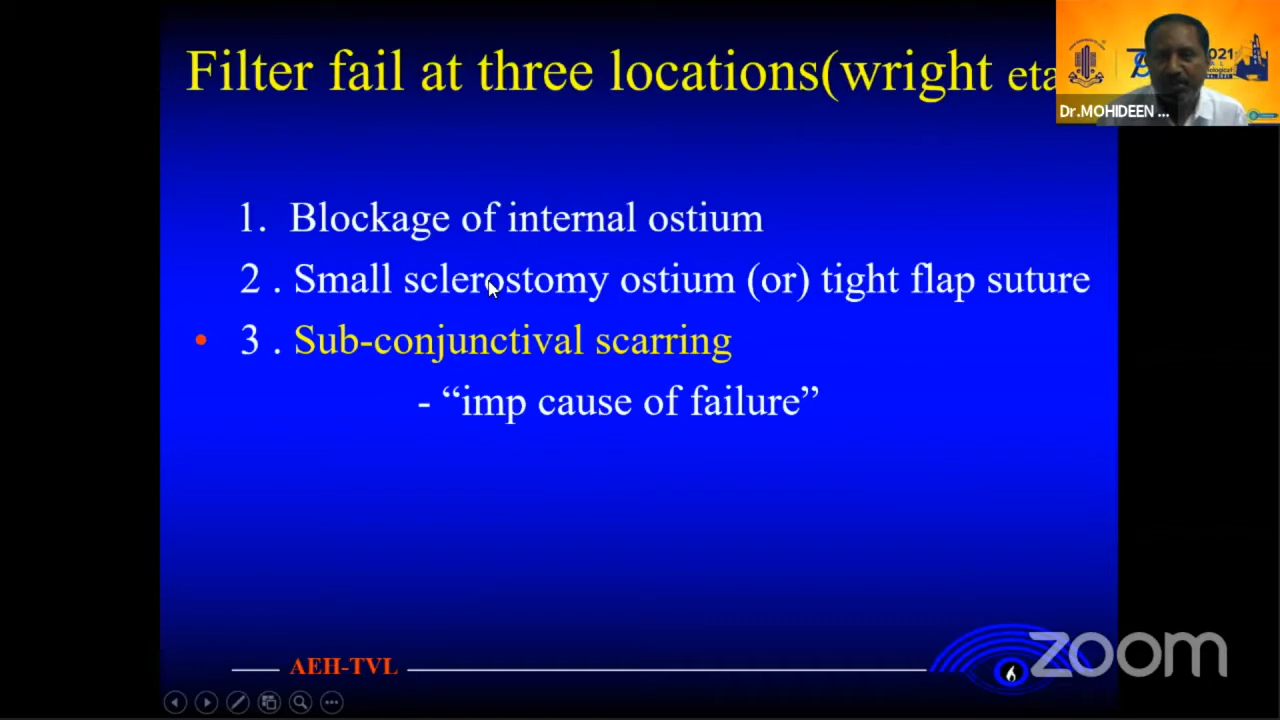 Filter fail at three locations(wright eta
1. Blockage of internal ostium
2 . Small sclerostomy ostium (or) tight flap suture
• 3 . Sub-conjunctival scarring
- “imp cause of failure”
AEH-TVL
zoom
2021
Dr.MOHIDEEN ...